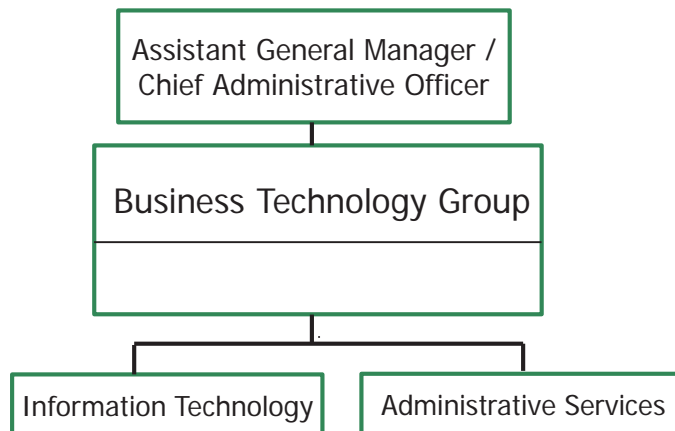 Assistant General Manager /
Chief Administrative Officer
Business Technology Group
Information Technology
Administrative Services